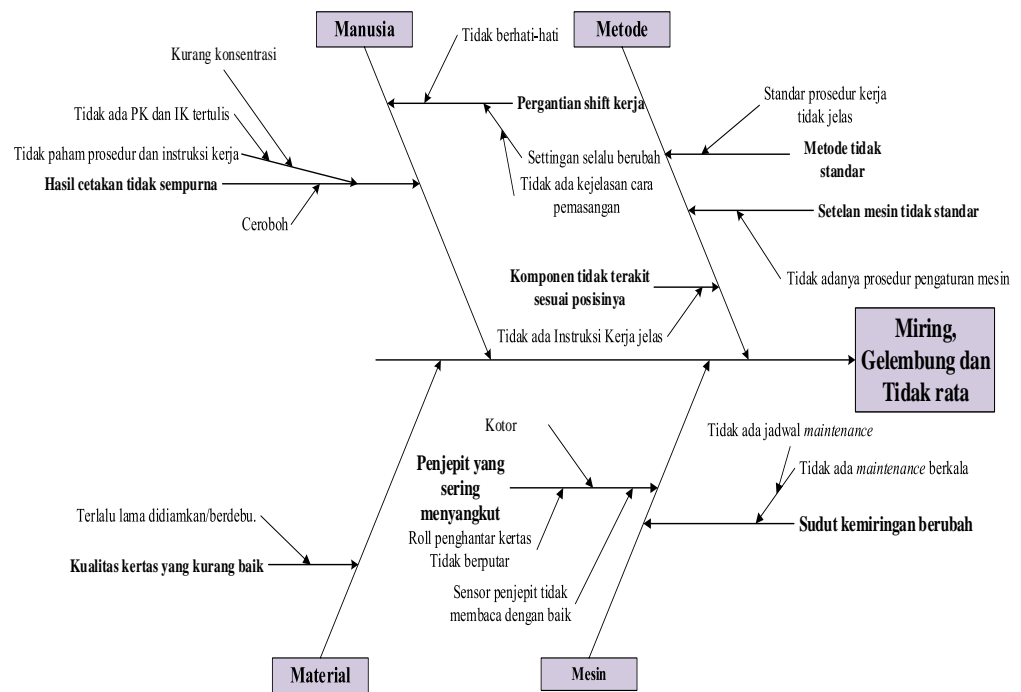 Manusia
Metode
Tidak berhati-hati
Kurang konsentrasi
Tidak ada PK dan IK tertulis
Pergantian shift kerja
Standar prosedur kerja
tidak jelas
Tidak paham prosedur dan instruksi kerja
Hasil cetakan tidak sempurna
Settingan selalu berubah
Tidak ada kejelasan cara
pemasangan
Metode tidak
standar
Ceroboh
Setelan mesin tidak standar
Komponen tidak terakit
sesuai posisinya
Tidak adanya prosedur pengaturan mesin
Tidak ada Instruksi Kerja jelas
Miring,
Gelembung dan
Tidak rata
Kotor
Tidak ada jadwal maintenance
Penjepit yang
sering
menyangkut
Tidak ada maintenance berkala
Terlalu lama didiamkan/berdebu.
Roll penghantar kertas
Tidak berputar
Sudut kemiringan berubah
Kualitas kertas yang kurang baik
Sensor penjepit tidak
membaca dengan baik
Material
Mesin